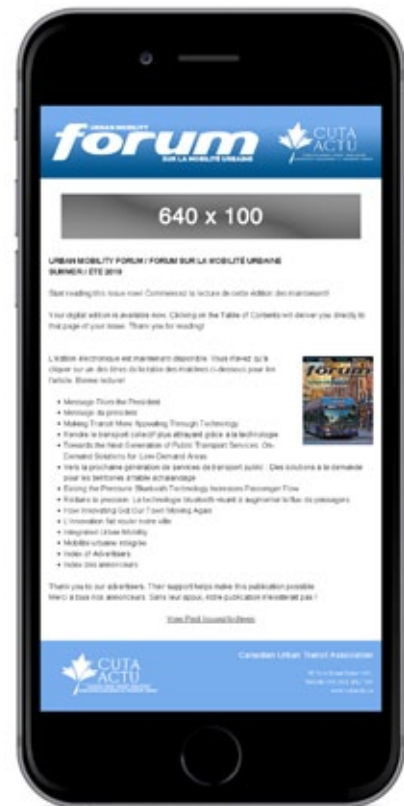 URBAN MOBILITY
forum
SUR LA MOBILITÉ URBAINE
CUTA
ACTU
640 x 100
URBAN MOBILITY FORUM / FORUM SUR LA MOBILITÉ URBAINE
SUMMER / ÉTÉ 2019
Start reading this issue now! Commencez la lecture de cette édition dès maintenant!
Your digital edition is available now. Clicking on the Table of Contents will deliver you directly to
that page of your issue. Thank you for reading!
L'édition électronique est maintenant disponible. Vous n'avez qu'à
cliquer sur un des titres de la table des matières ci-dessous pour lire
l'article. Bonne lecture!
forum
• Message From the President
• Message du président
• Making Transit More Appealing Through Technology
• Rendre le transport collectif plus attrayant grâce à la technologie
• Towards the Next Generation of Public Transport Services: On-
Demand Solutions for Low-Demand Areas
• Vers la prochaine génération de services de transport public : Des solutions à la demande
pour les territoires à faible achalandage
• Easing the Pressure: Bluetooth Technology Increases Passenger Flow
• Réduire la pression: La technologie bluetooth visant à augmenter le flux de passagers
• How Innovating Got Our Town Moving Again
• L'innovation fait rouler notre ville
• Integrated Urban Mobility
• Mobilité urbaine intégrée
• Index of Advertisers
• Index des annonceurs
Thank you to our advertisers. Their support helps make this publication possible.
Merci à tous nos annonceurs. Sans leur appui, notre publication n'existerait pas !
View Past Issues/Archives
CUTA
ACTU
Canadian Urban Transit Association